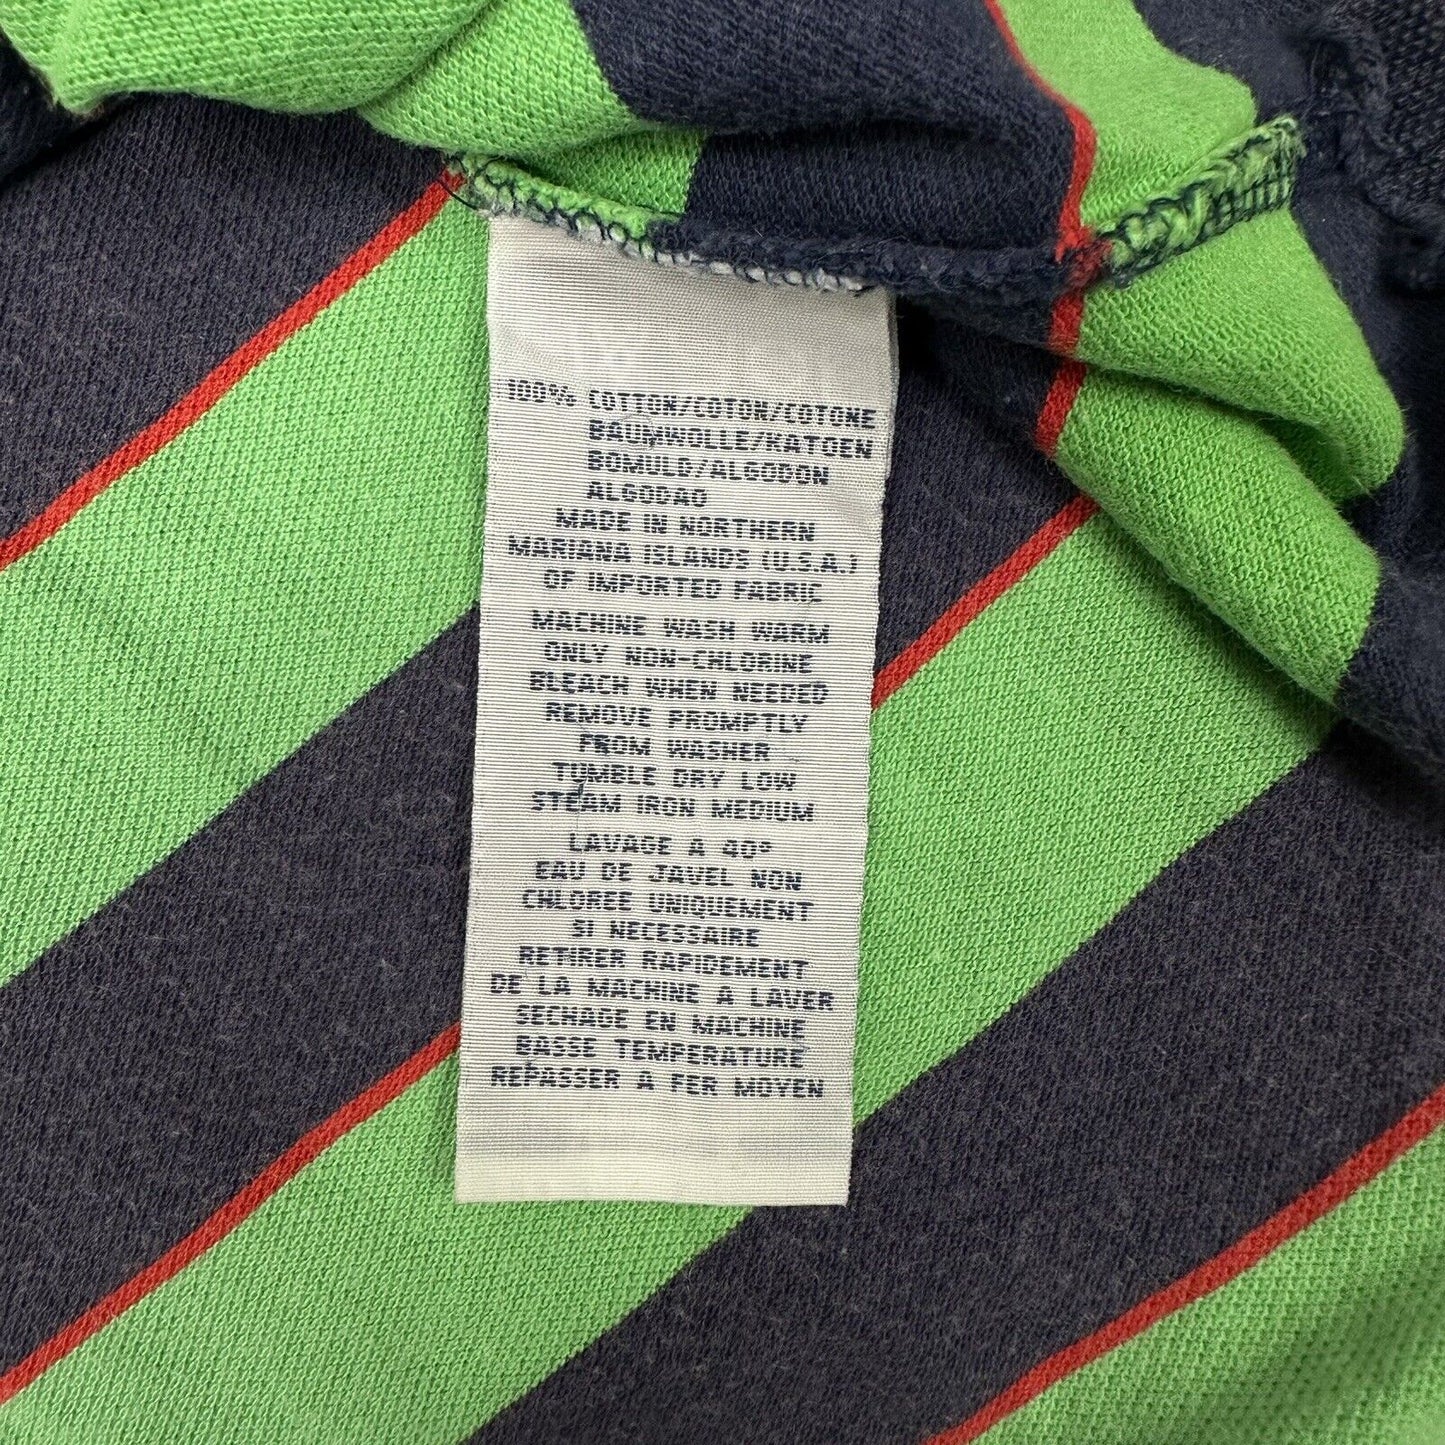 100% COTTON/COTON/COTONE
BAUMWOLLE/KATOEN
BOMULD/ALGODON
ALGODAO
MADE IN NORTHERN
MARIANA ISLANDS (U.S.A.)
OF IMPORTED FABRIC
MACHINE WASH WARM
ONLY NON-CHLORINE
BLEACH WHEN NEEDED
REMOVE PROMPTLY
FROM WASHER
TUMBLE DRY LOW
STEAM IRON MEDIUM
LAVAGE A 40°
EAU DE JAVEL NON
CHLOREE UNIQUEMENT
SI NECESSAIRE
RETIRER RAPIDEMENT
DE LA MACHINE A LAVER
SECHAGE EN MACHINE
BASSE TEMPERATURE
REPASSER A FER MOYEN